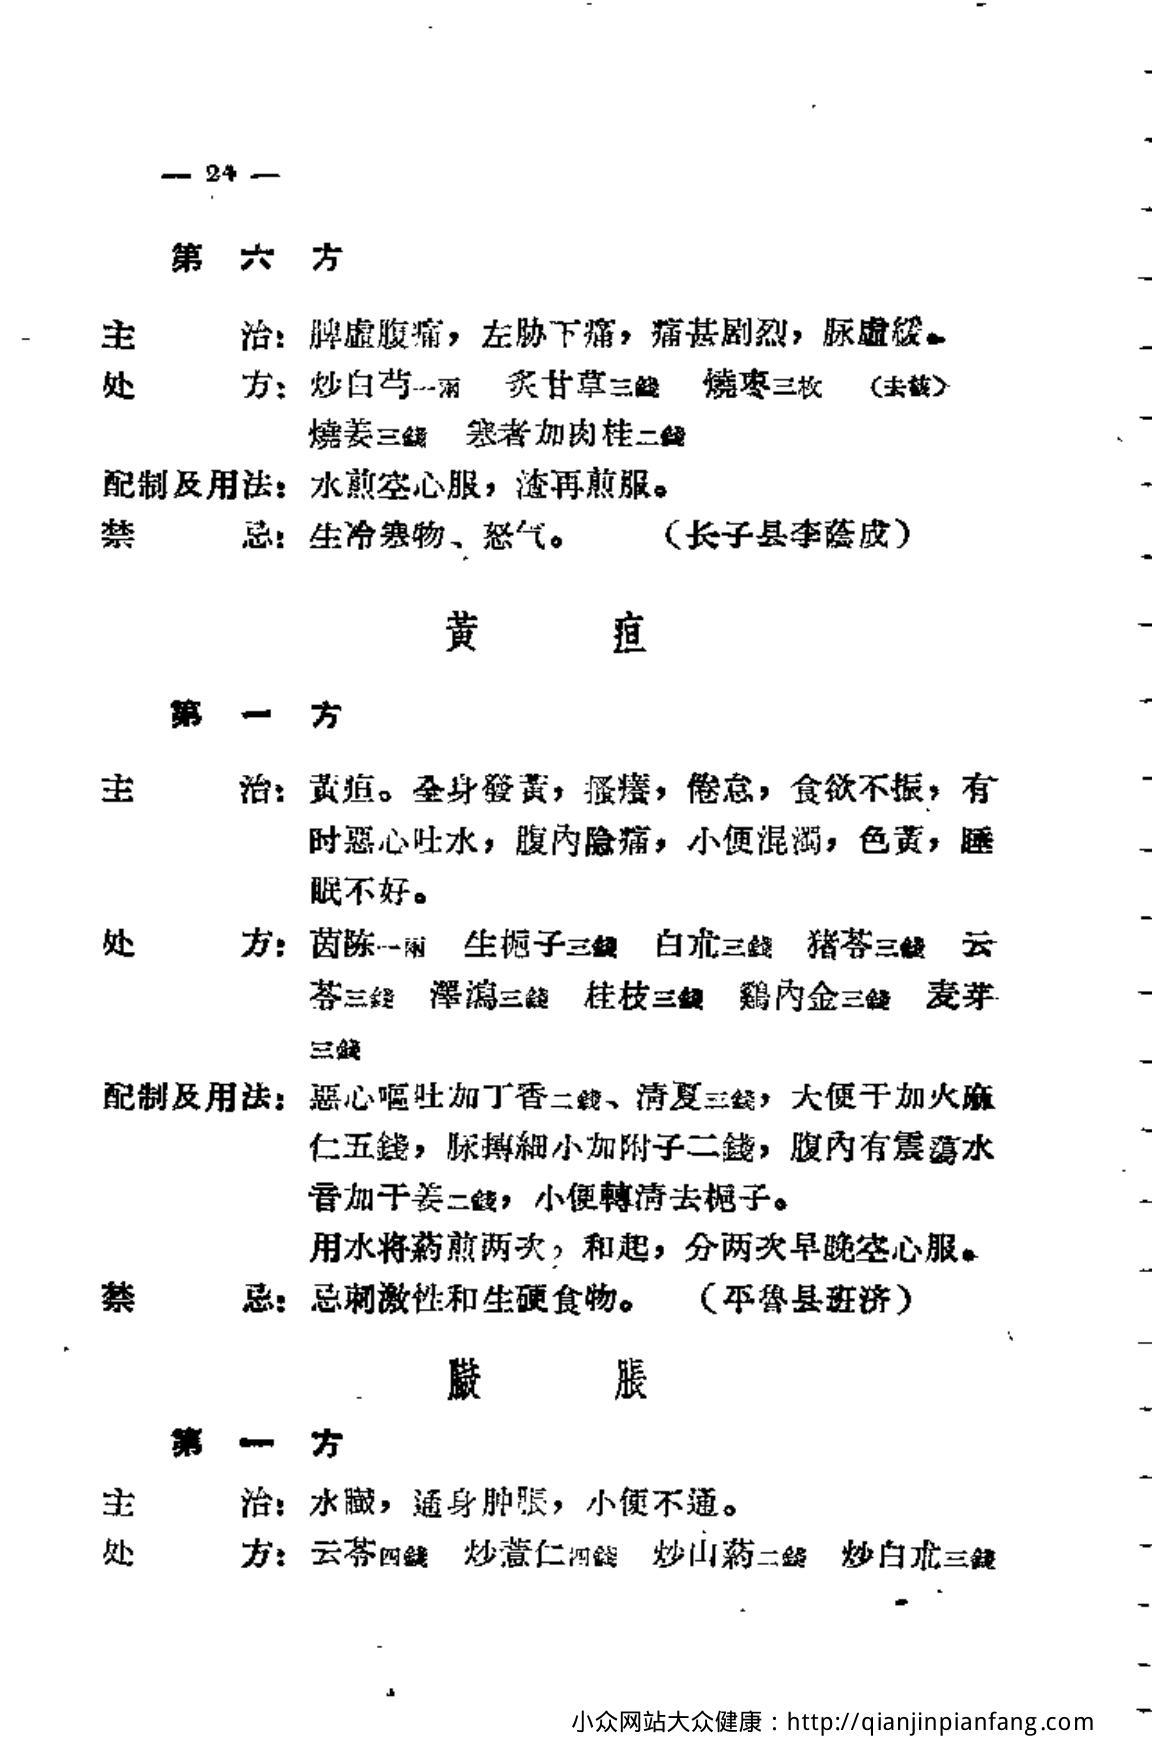 — 24 —
第六方
主治：脾虛腹痛，左胁下痛，痛甚剧烈，脉虛緩。
处方：炒白芍一兩 炙甘草三錢 燒枣三枚 （去核）
燒姜三錢 寒者加肉桂二錢
配制及用法：水煎空心服，渣再煎服。
禁忌：生冷寒物、怒气。 （长子县李蔭成）
黃疸
第一方
主治：黃疸。全身發黃，搔癢，倦怠，食欲不振，有
时惡心吐水，腹內隐痛，小便混濁，色黃，睡
眠不好。
处方：茵陈一兩 生梔子三錢 白朮三錢 猪苓三錢 云
苓三錢 澤瀉三錢 桂枝三錢 鷄內金三錢 麦芽
三錢
配制及用法：惡心嘔吐加丁香二錢、清夏三錢，大便干加火麻
仁五錢，脉搏細小加附子二錢，腹內有震蕩水
音加干姜二錢，小便轉清去梔子。
用水将葯煎两次，和起，分两次早晚空心服。
禁忌：忌刺激性和生硬食物。 （平魯县班济）
臌脹
第一方
主治：水臌，通身肿脹，小便不通。
处方：云苓四錢 炒薏仁四錢 炒山葯二錢 炒白朮三錢
小众网站大众健康：http://qianjinpianfang.com